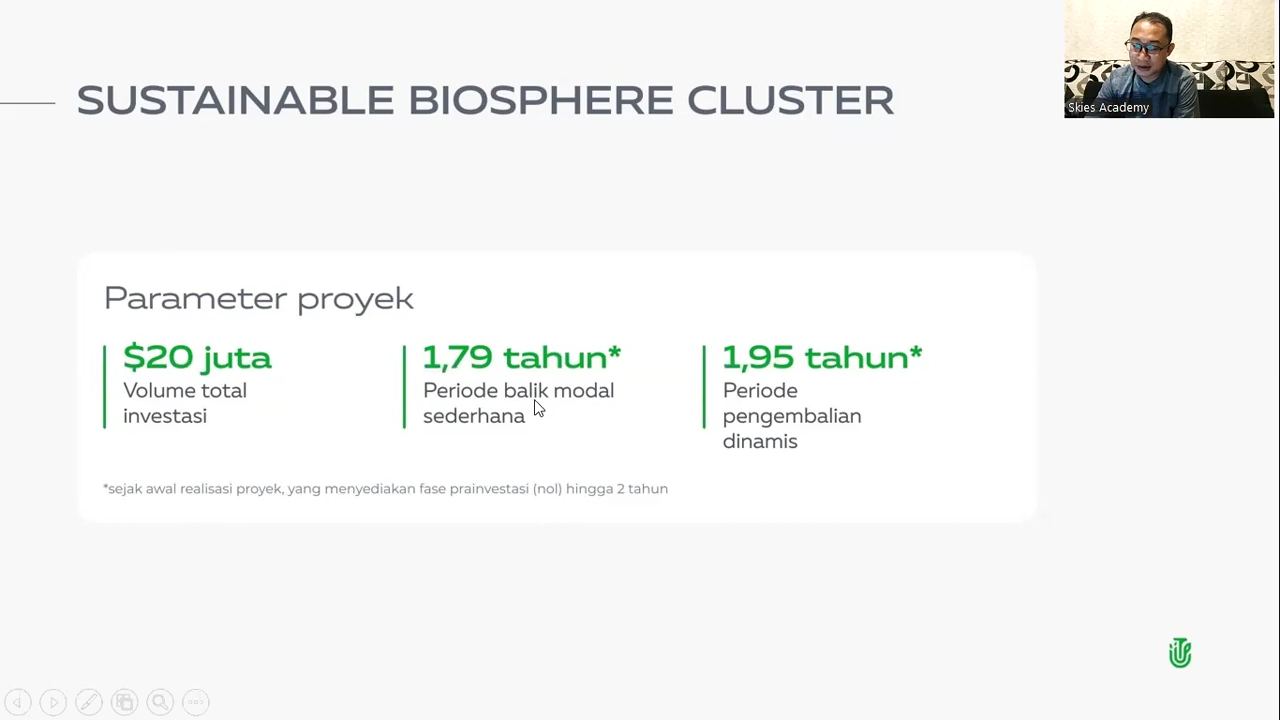 SUSTAINABLE BIOSPHERE CLUSTER
Skies Academy
Parameter proyek
$20 juta
Volume total
investasi
1,79 tahun*
Periode balik modal
sederhana
1,95 tahun*
Periode
pengembalian
dinamis
*sejak awal realisasi proyek, yang menyediakan fase prainvestasi (nol) hingga 2 tahun